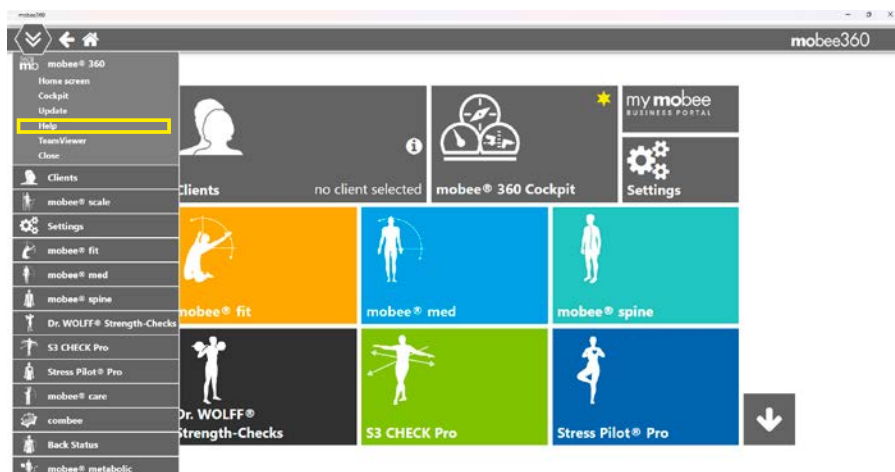 mobee360
mobee360
mb mobee® 360
Home screen
Cockpit
Update
Help
TeamViewer
Close
Clients
mobee® scale
Settings
mobee® fit
mobee® med
mobee® spine
Dr. WOLFF® Strength-Checks
S3 CHECK Pro
Stress Pilot® Pro
mobee® care
combee
Back Status
mobee® metabolic
Clients
no client selected
mobee® 360 Cockpit
my mobee
BUSINESS PORTAL
Settings
mobee® fit
mobee® med
mobee® spine
Dr. WOLFF®
Strength-Checks
S3 CHECK Pro
Stress Pilot® Pro